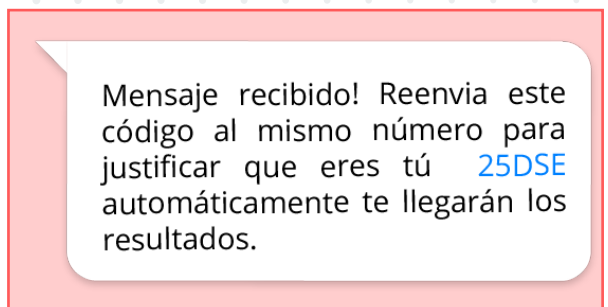 Mensaje recibido! Reenvia este
código al mismo número para
justificar que eres tú 25DSE
automáticamente te llegarán los
resultados.